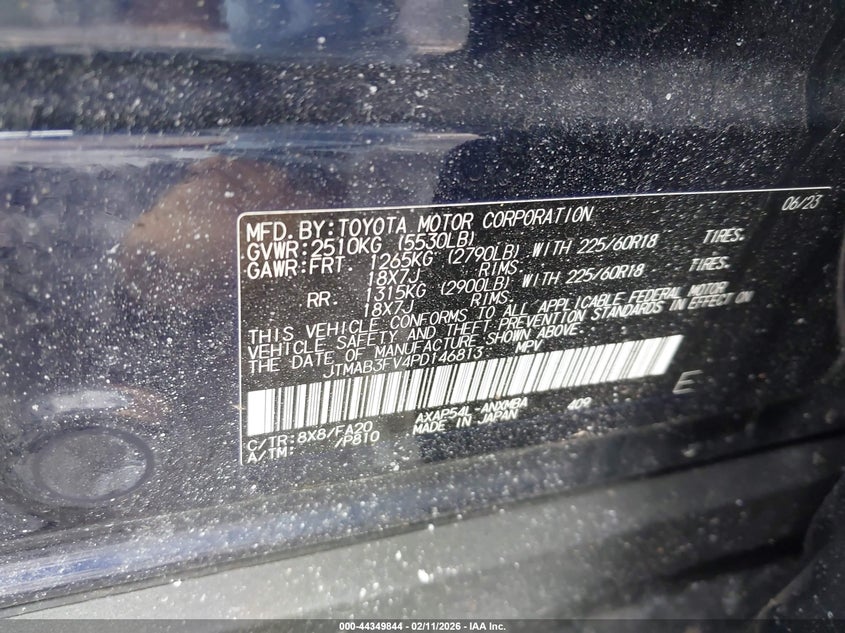 06/23
MFD. BY: TOYOTA MOTOR CORPORATION
GVWR: 2510KG (5530LB)
GAWR: FRT. 1265KG (2790LB) WITH 225/60R18 TIRES.
18X7J RIMS.
RR. 1315KG (2900LB) WITH 225/60R18 TIRES.
18X7J RIMS.
THIS VEHICLE CONFORMS TO ALL APPLICABLE FEDERAL MOTOR
VEHICLE SAFETY AND THEFT PREVENTION STANDARDS IN EFFECT ON
THE DATE OF MANUFACTURE SHOWN ABOVE.
JTMAB3FV4PD146813 MPV
E
C/TR: 8X8/FA20 AXAP54L-ANXMBA 409
A/TM: /P810 MADE IN JAPAN
000-44349844 - 02/11/2026 - IAA Inc.